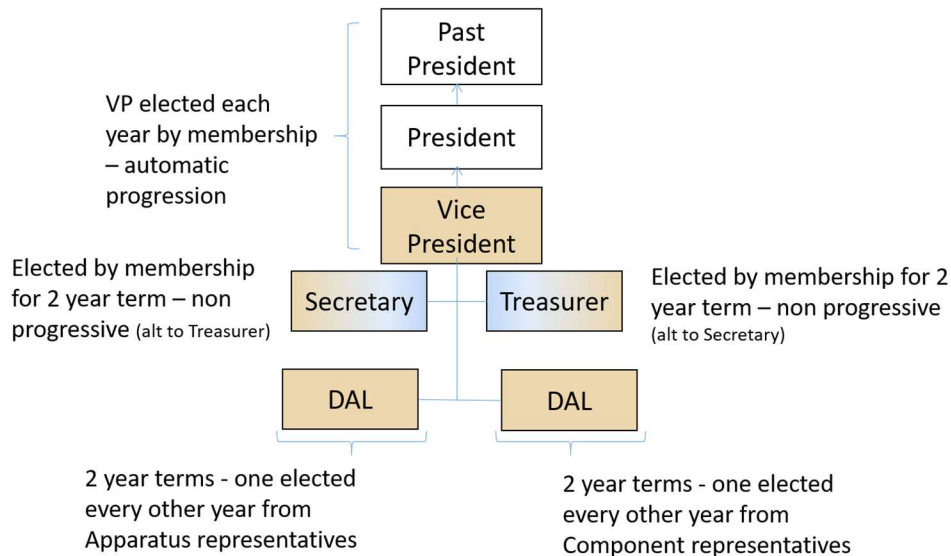 Past
President
VP elected each
year by membership
– automatic
progression
President
Vice
President
Elected by membership
for 2 year term – non
progressive (alt to Treasurer)
Secretary
Treasurer
Elected by membership for 2
year term – non progressive
(alt to Secretary)
DAL
DAL
2 year terms - one elected
every other year from
Apparatus representatives
2 year terms - one elected
every other year from
Component representatives